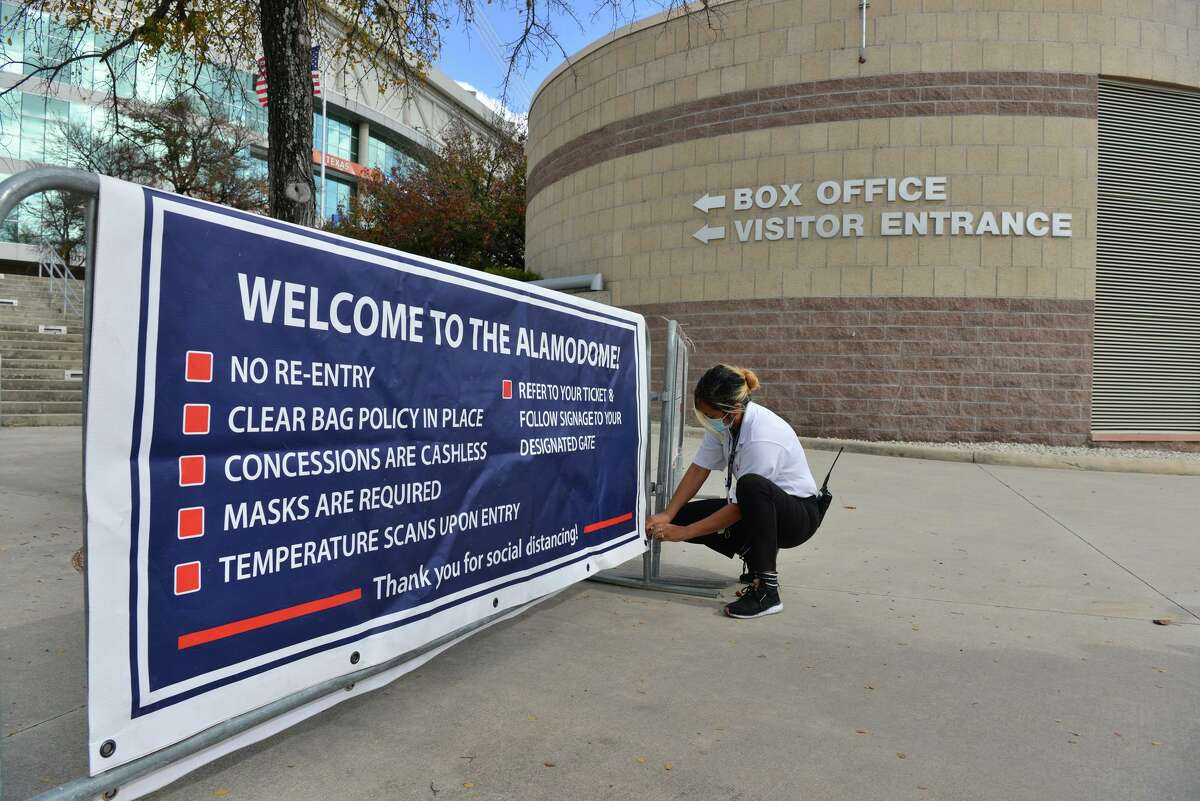 TEXAS
BOX OFFICE
VISITOR ENTRANCE
WELCOME TO THE ALAMODOME!
NO RE-ENTRY
CLEAR BAG POLICY IN PLACE
CONCESSIONS ARE CASHLESS
MASKS ARE REQUIRED
TEMPERATURE SCANS UPON ENTRY
REFER TO YOUR TICKET &
FOLLOW SIGNAGE TO YOUR
DESIGNATED GATE
Thank you for social distancing!